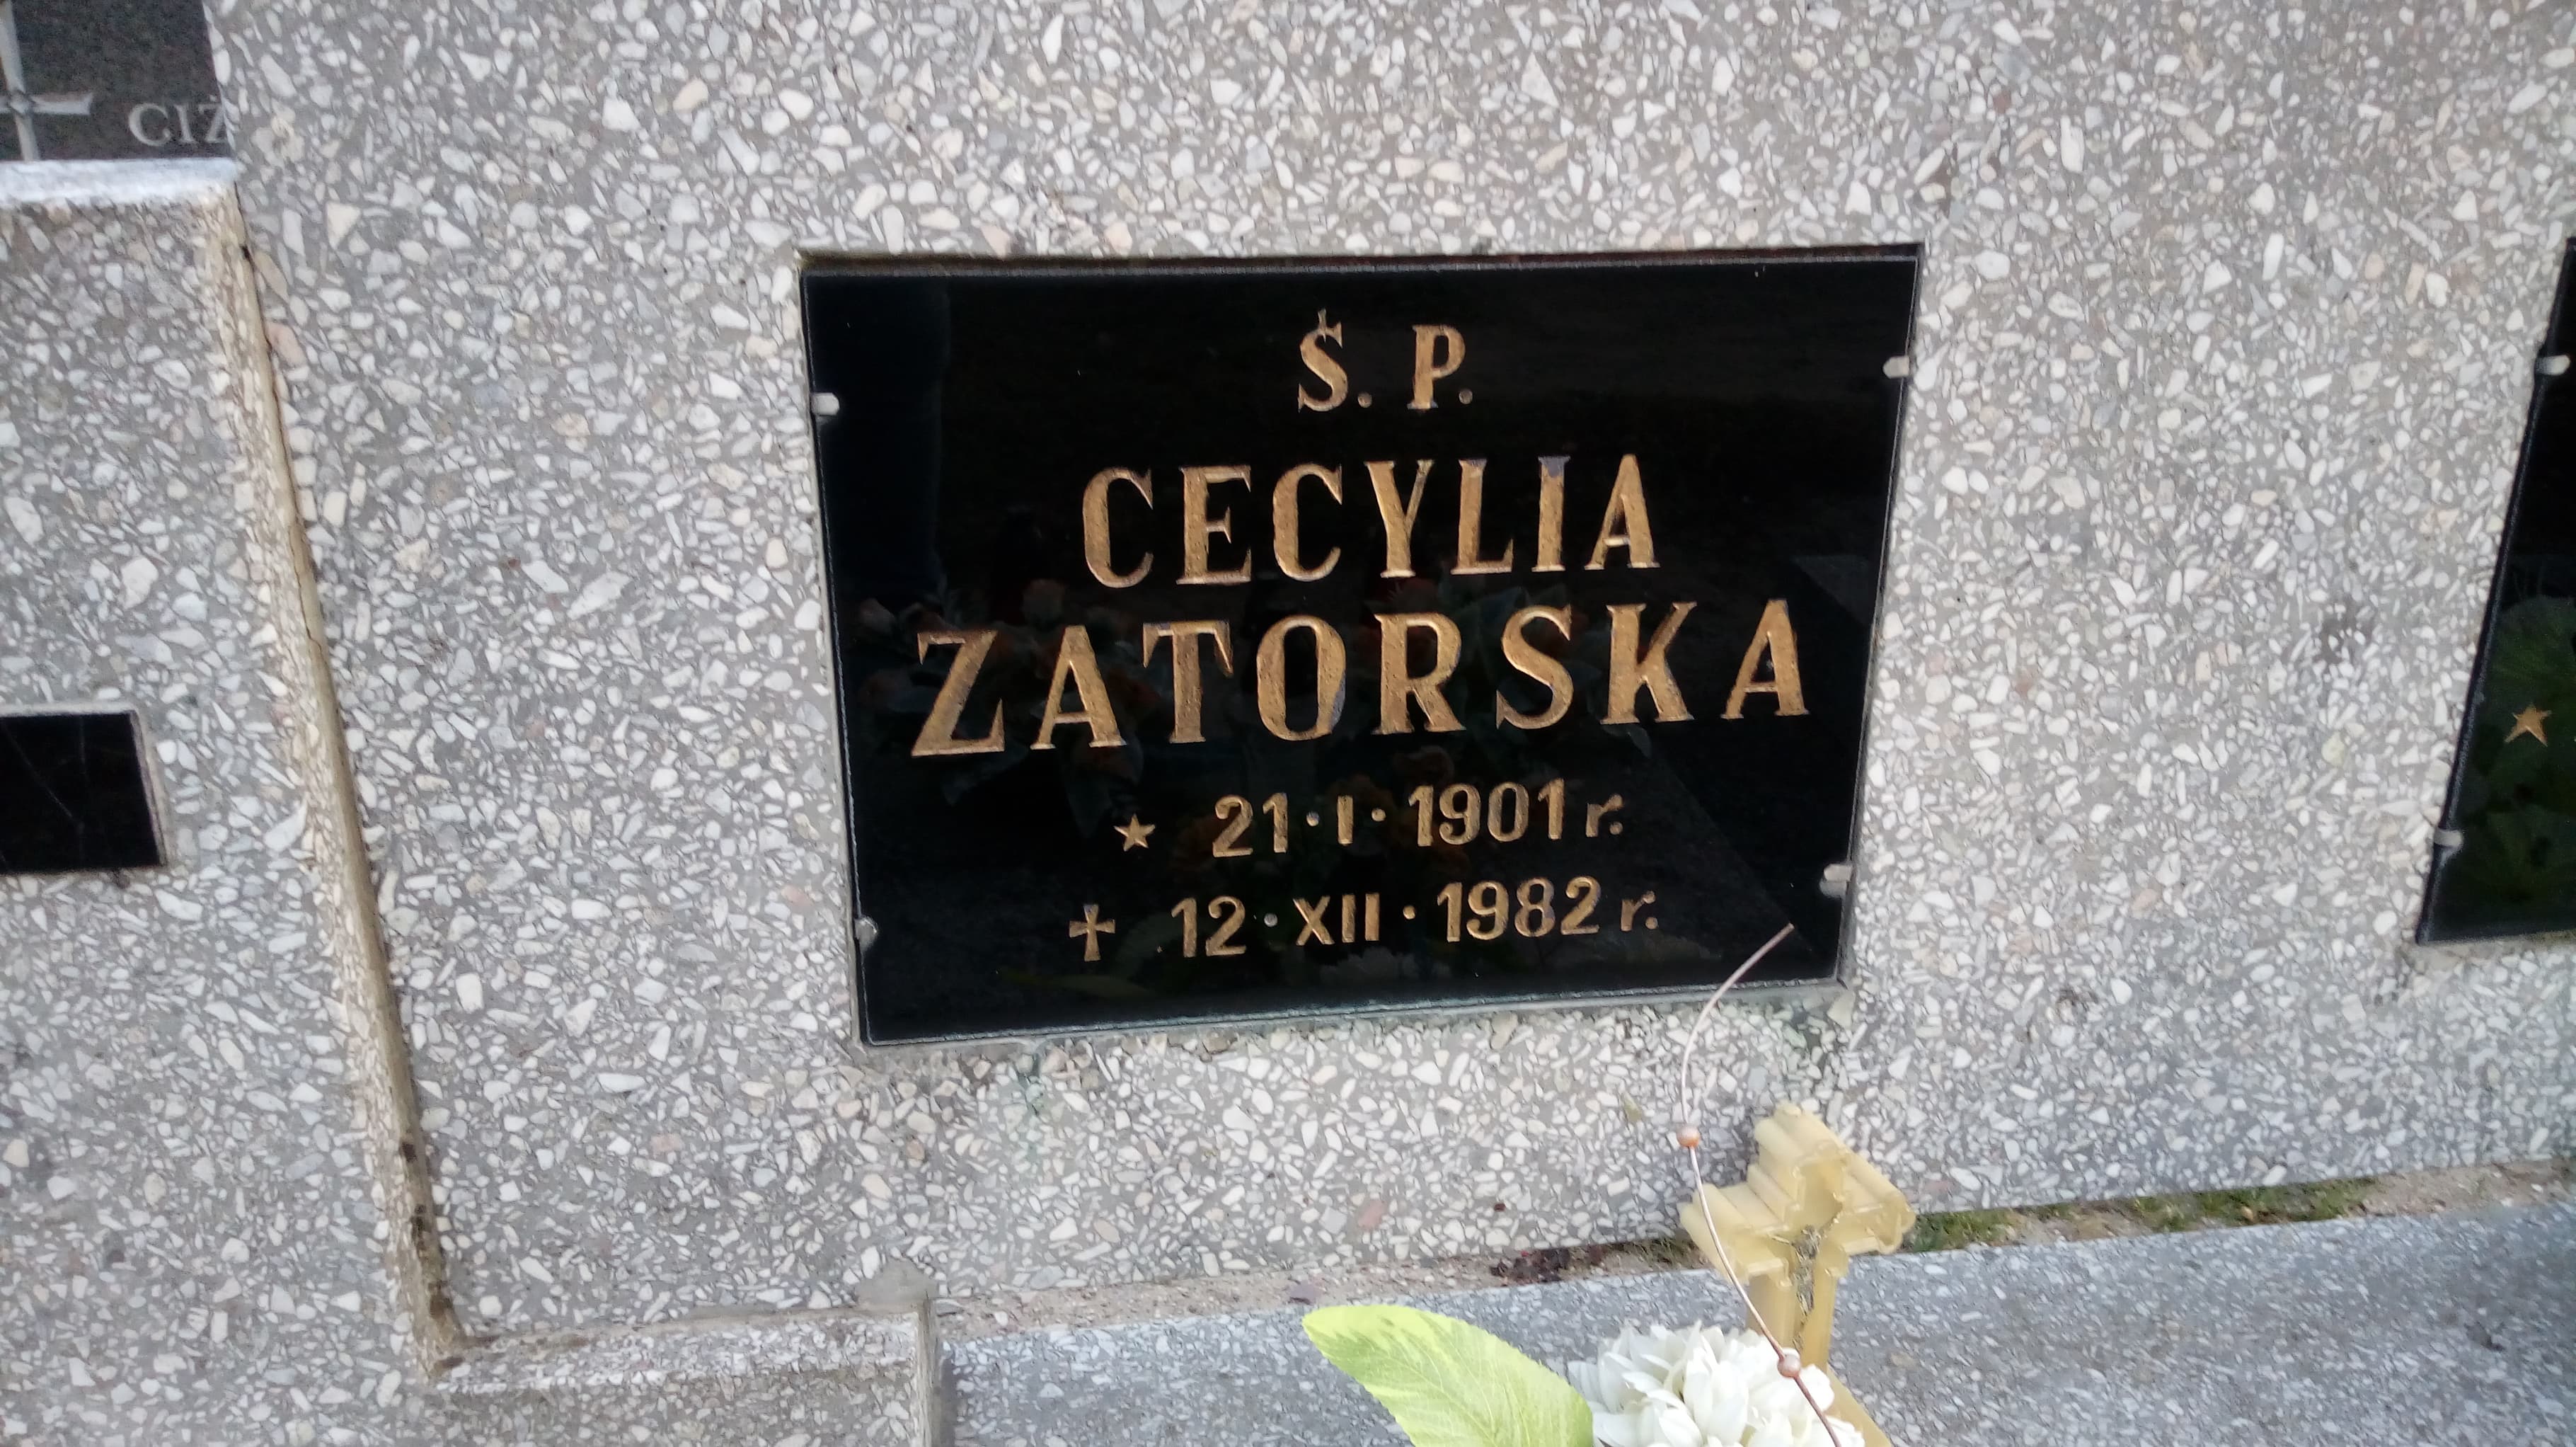 Ś. P.
CECYLIA
ZATORSKA
★ 21·I·1901 r.
✝ 12·XII·1982 r.